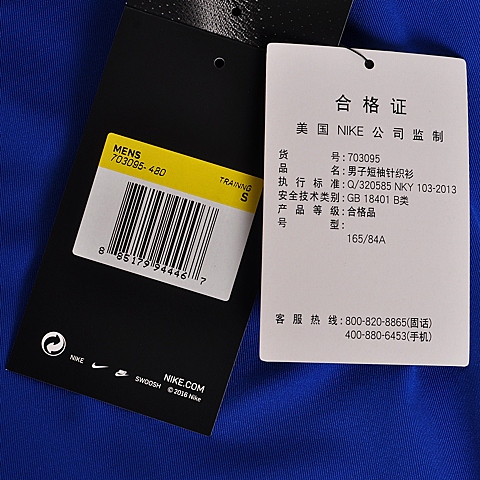 MENS
703095-480
TRAINNG
S
8 85179 94446 7
NIKE
SWOOSH
NIKE.COM
© 2016 Nike
合格证
美国 NIKE 公司监制
货号: 703095
品名: 男子短袖针织衫
执行标准: Q/320585 NKY 103-2013
安全技术类别: GB 18401 B类
产品等级: 合格品
号型:
165/84A
客服热线: 800-820-8865(固话)
400-880-6453(手机)